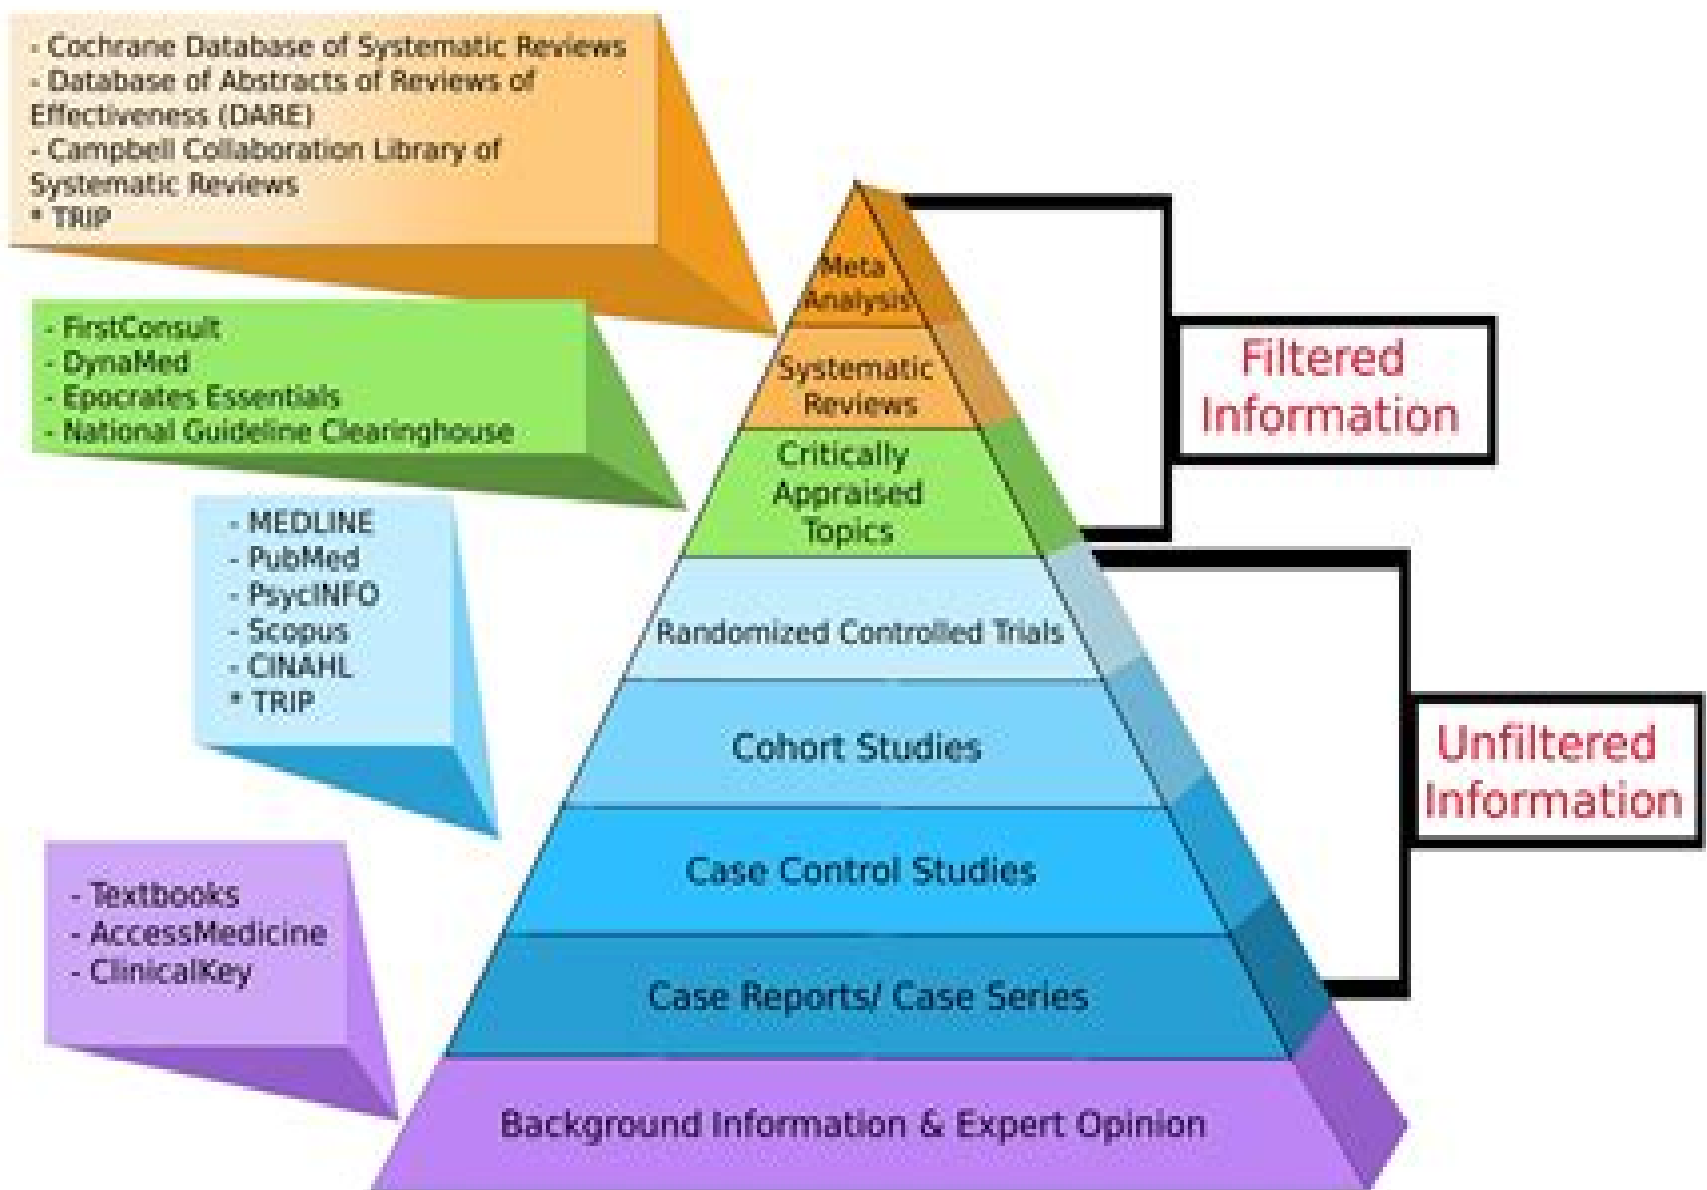 - Cochrane Database of Systematic Reviews
- Database of Abstracts of Reviews of
Effectiveness (DARE)
- Campbell Collaboration Library of
Systematic Reviews
* TRIP
- FirstConsult
- DynaMed
- Epocrates Essentials
- National Guideline Clearinghouse
- MEDLINE
- PubMed
- PsycINFO
- Scopus
- CINAHL
* TRIP
- Textbooks
- AccessMedicine
- ClinicalKey
Meta
Analysis
Systematic
Reviews
Critically
Appraised
Topics
Randomized Controlled Trials
Cohort Studies
Case Control Studies
Case Reports/ Case Series
Background Information & Expert Opinion
Filtered
Information
Unfiltered
Information